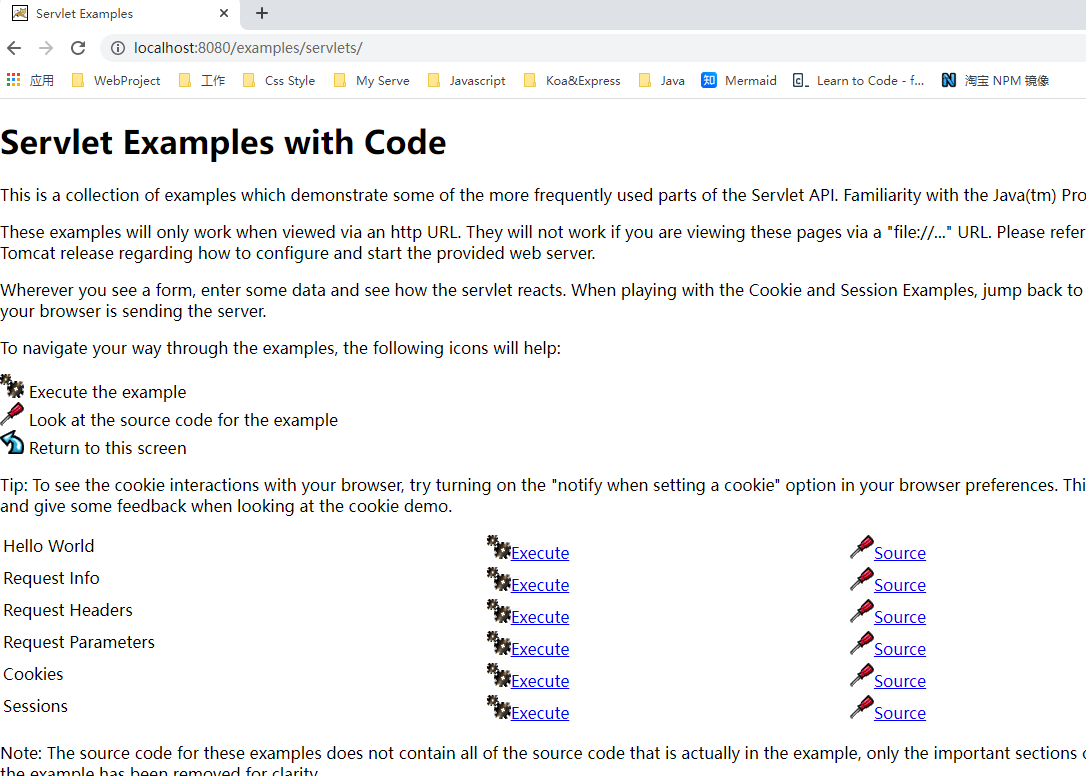 Servlet Examples
localhost:8080/examples/servlets/
应用 WebProject 工作 Css Style My Serve Javascript Koa&Express Java 知 Mermaid Learn to Code - f... 淘宝 NPM 镜像
Servlet Examples with Code
This is a collection of examples which demonstrate some of the more frequently used parts of the Servlet API. Familiarity with the Java(tm) Pro
These examples will only work when viewed via an http URL. They will not work if you are viewing these pages via a "file://..." URL. Please refer
Tomcat release regarding how to configure and start the provided web server.
Wherever you see a form, enter some data and see how the servlet reacts. When playing with the Cookie and Session Examples, jump back to
your browser is sending the server.
To navigate your way through the examples, the following icons will help:
Execute the example
Look at the source code for the example
Return to this screen
Tip: To see the cookie interactions with your browser, try turning on the "notify when setting a cookie" option in your browser preferences. Thi
and give some feedback when looking at the cookie demo.
Hello World Execute Source
Request Info Execute Source
Request Headers Execute Source
Request Parameters Execute Source
Cookies Execute Source
Sessions Execute Source
Note: The source code for these examples does not contain all of the source code that is actually in the example, only the important sections o
the example has been removed for clarity.